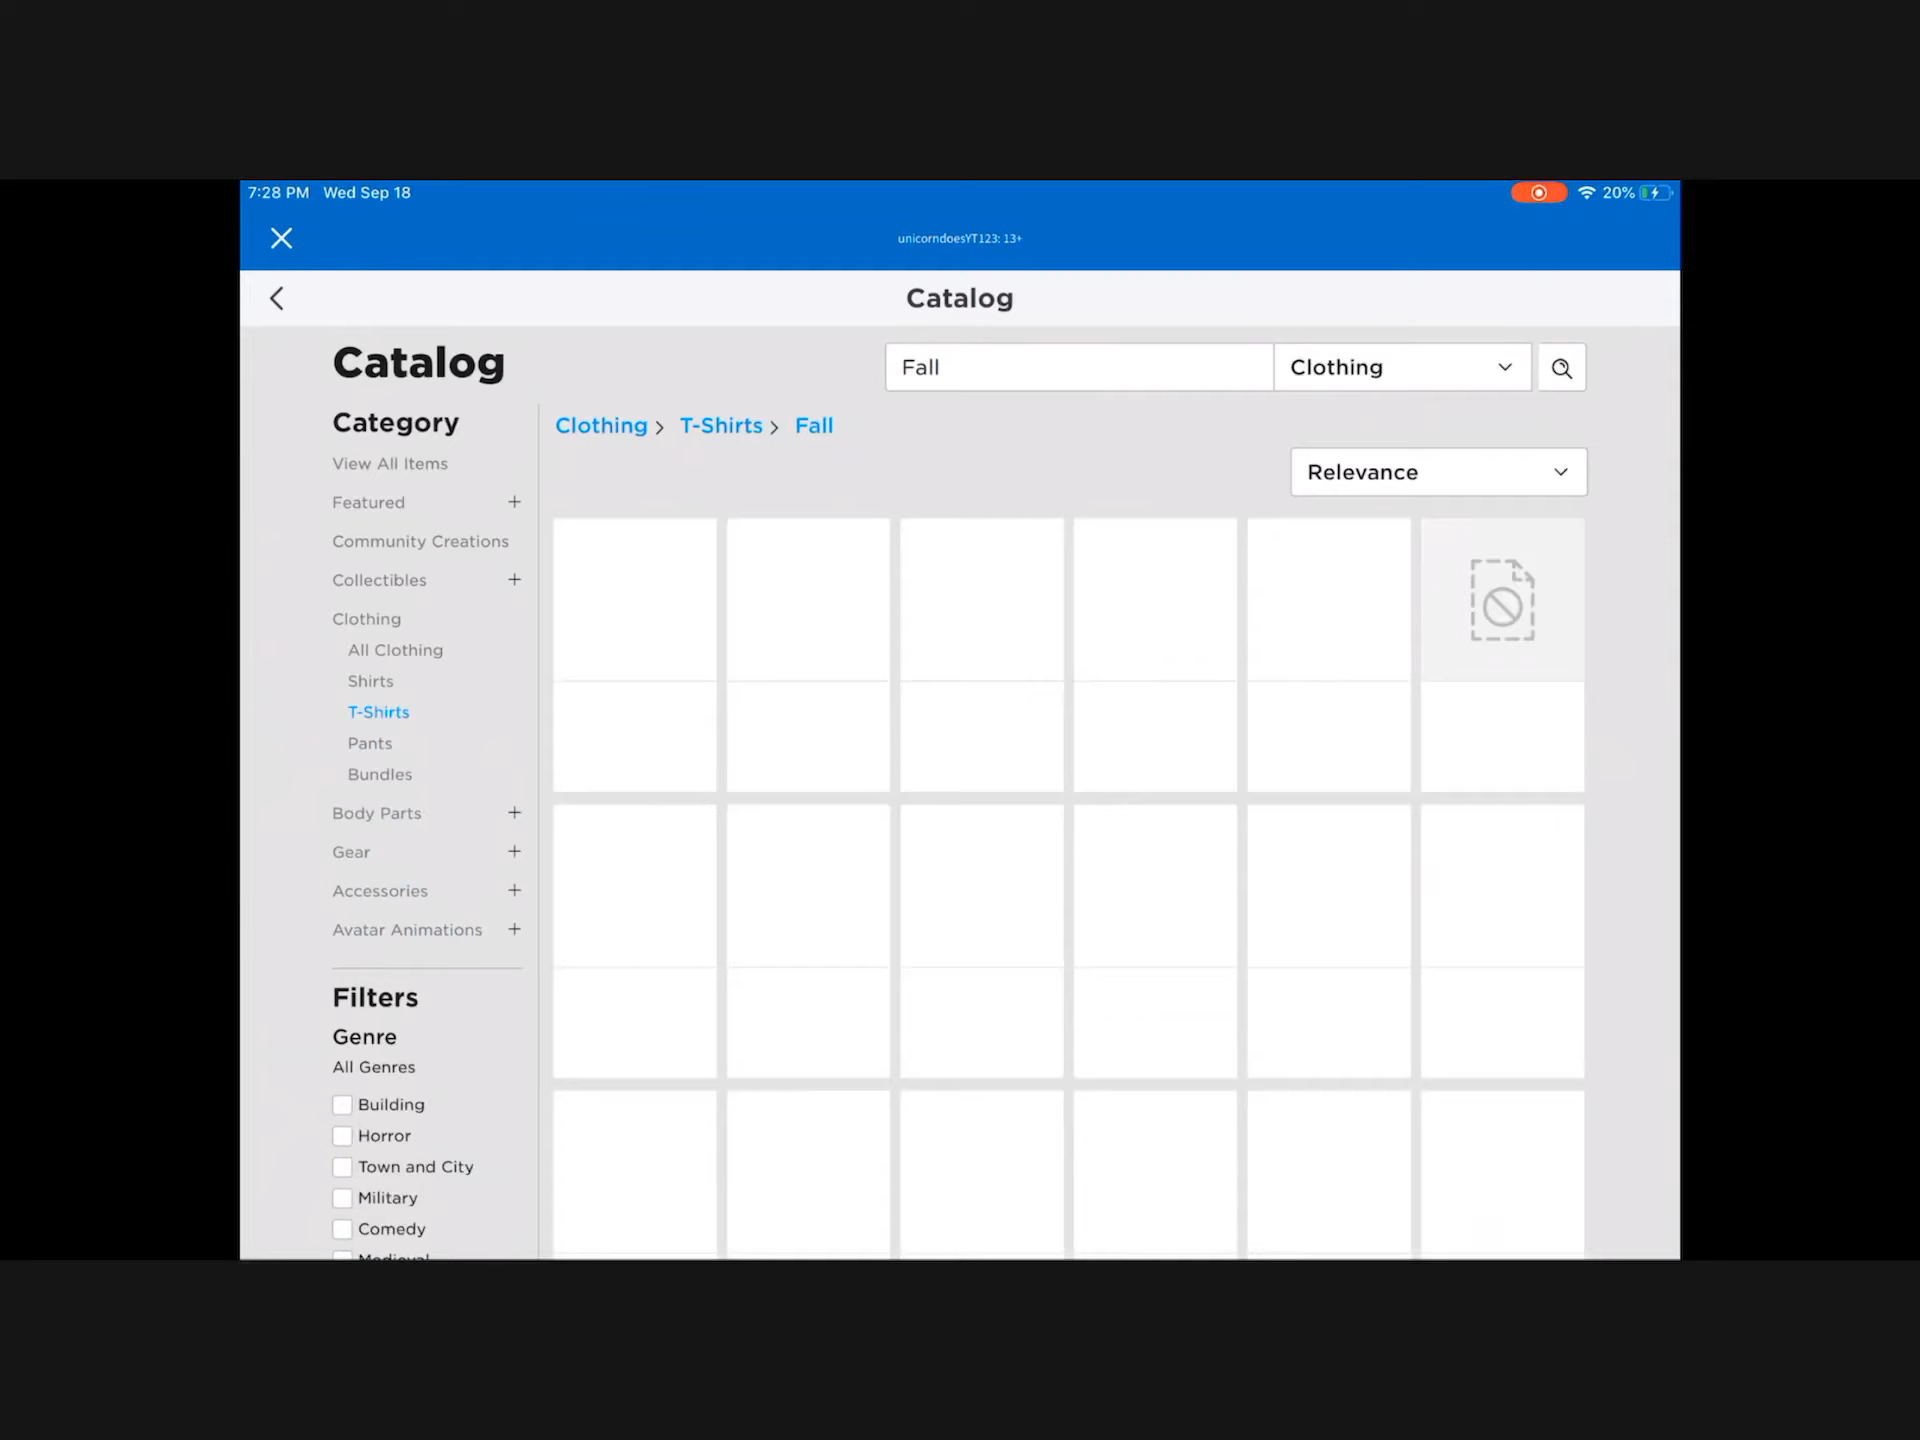 7:28 PM Wed Sep 18
20%
unicorndoesYT123: 13+
Catalog
Catalog
Fall
Clothing
Category
Clothing
T-Shirts
Fall
View All Items
Relevance
Featured
Community Creations
Collectibles
Clothing
All Clothing
Shirts
T-Shirts
Pants
Bundles
Body Parts
Gear
Accessories
Avatar Animations
Filters
Genre
All Genres
Building
Horror
Town and City
Military
Comedy
Medieval